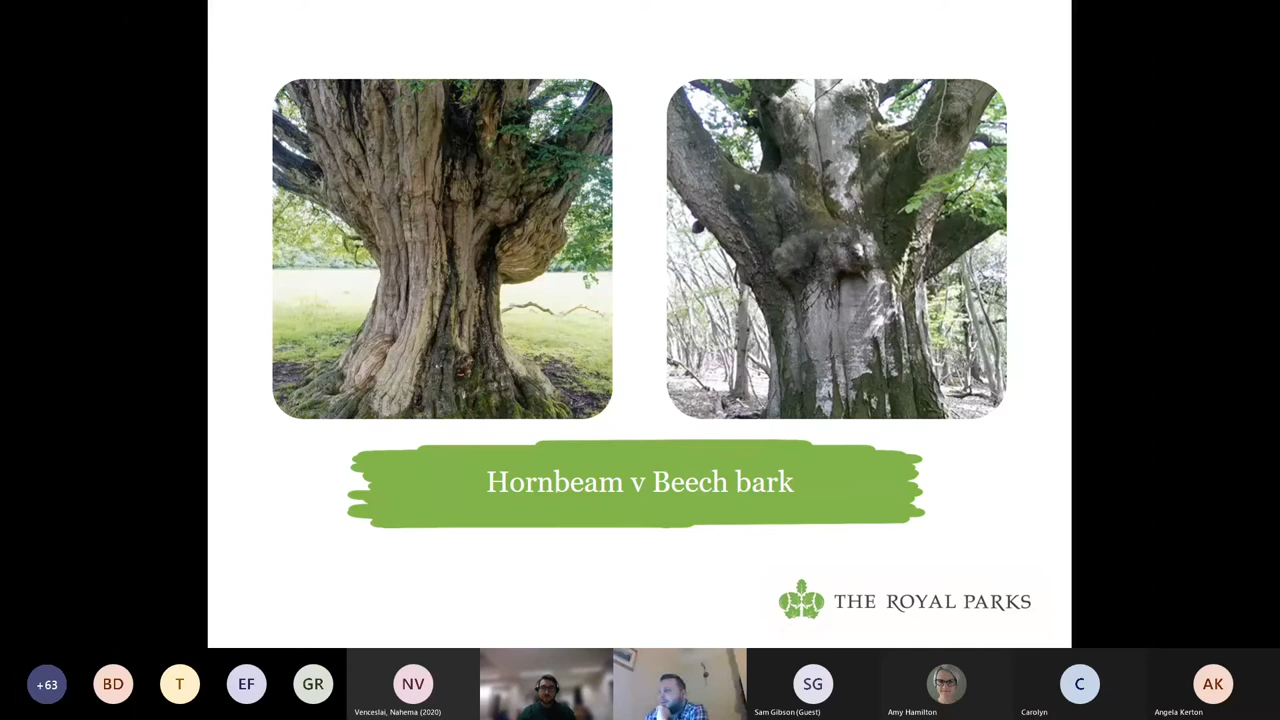 Hornbeam v Beech bark
THE ROYAL PARKS
+63
BD
T
EF
GR
NV
Venceslai, Nahema (2020)
SG
Sam Gibson (Guest)
Amy Hamilton
C
Carolyn
AK
Angela Kerton